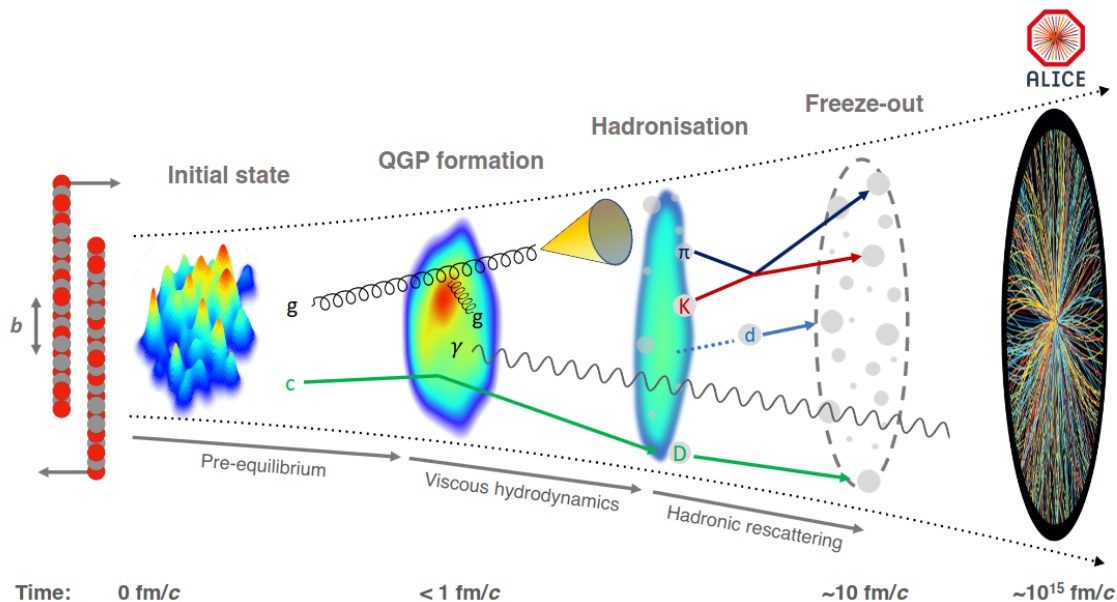 ALICE
Freeze-out
Hadronisation
QGP formation
Initial state
π
g
K
g
d
b
γ
c
D
Pre-equilibrium
Viscous hydrodynamics
Hadronic rescattering
Time: 0 fm/c < 1 fm/c ~10 fm/c ~10¹⁵ fm/c